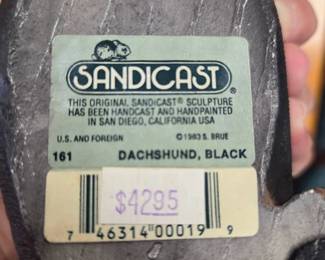 SANDICAST®
THIS ORIGINAL SANDICAST® SCULPTURE
HAS BEEN HANDCAST AND HANDPAINTED
IN SAN DIEGO, CALIFORNIA USA
U.S. AND FOREIGN ©1983 S. BRUE
161 DACHSHUND, BLACK
$4295
7 46314 00019 9